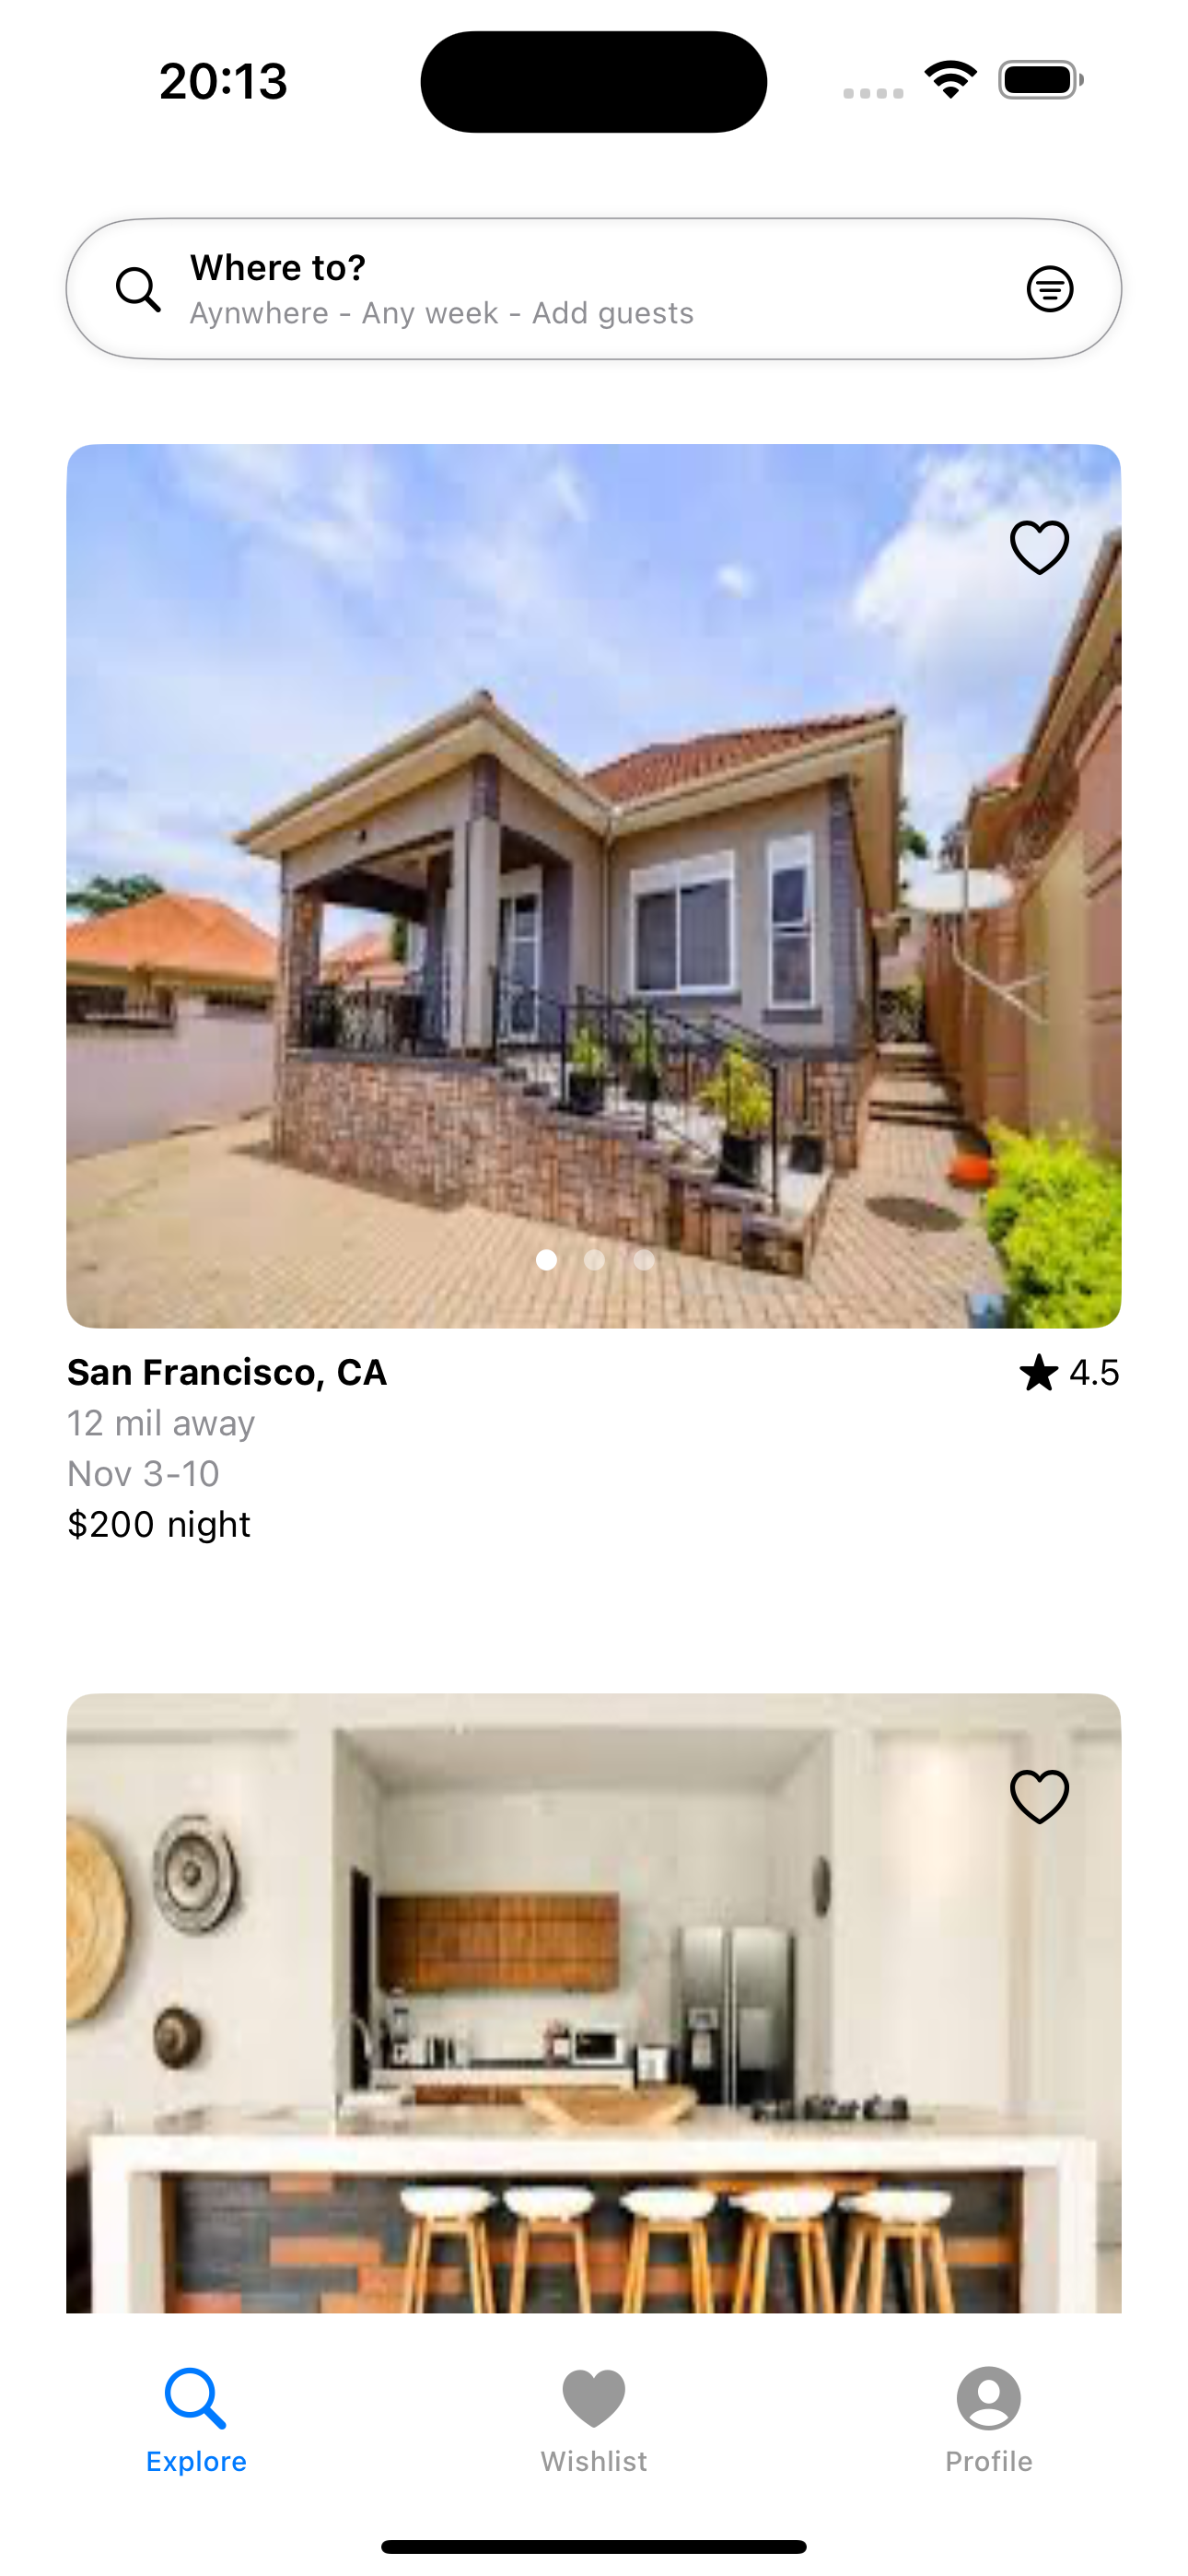 20:13
Where to?
Aynwhere - Any week - Add guests
San Francisco, CA
4.5
12 mil away
Nov 3-10
$200 night
Explore
Wishlist
Profile